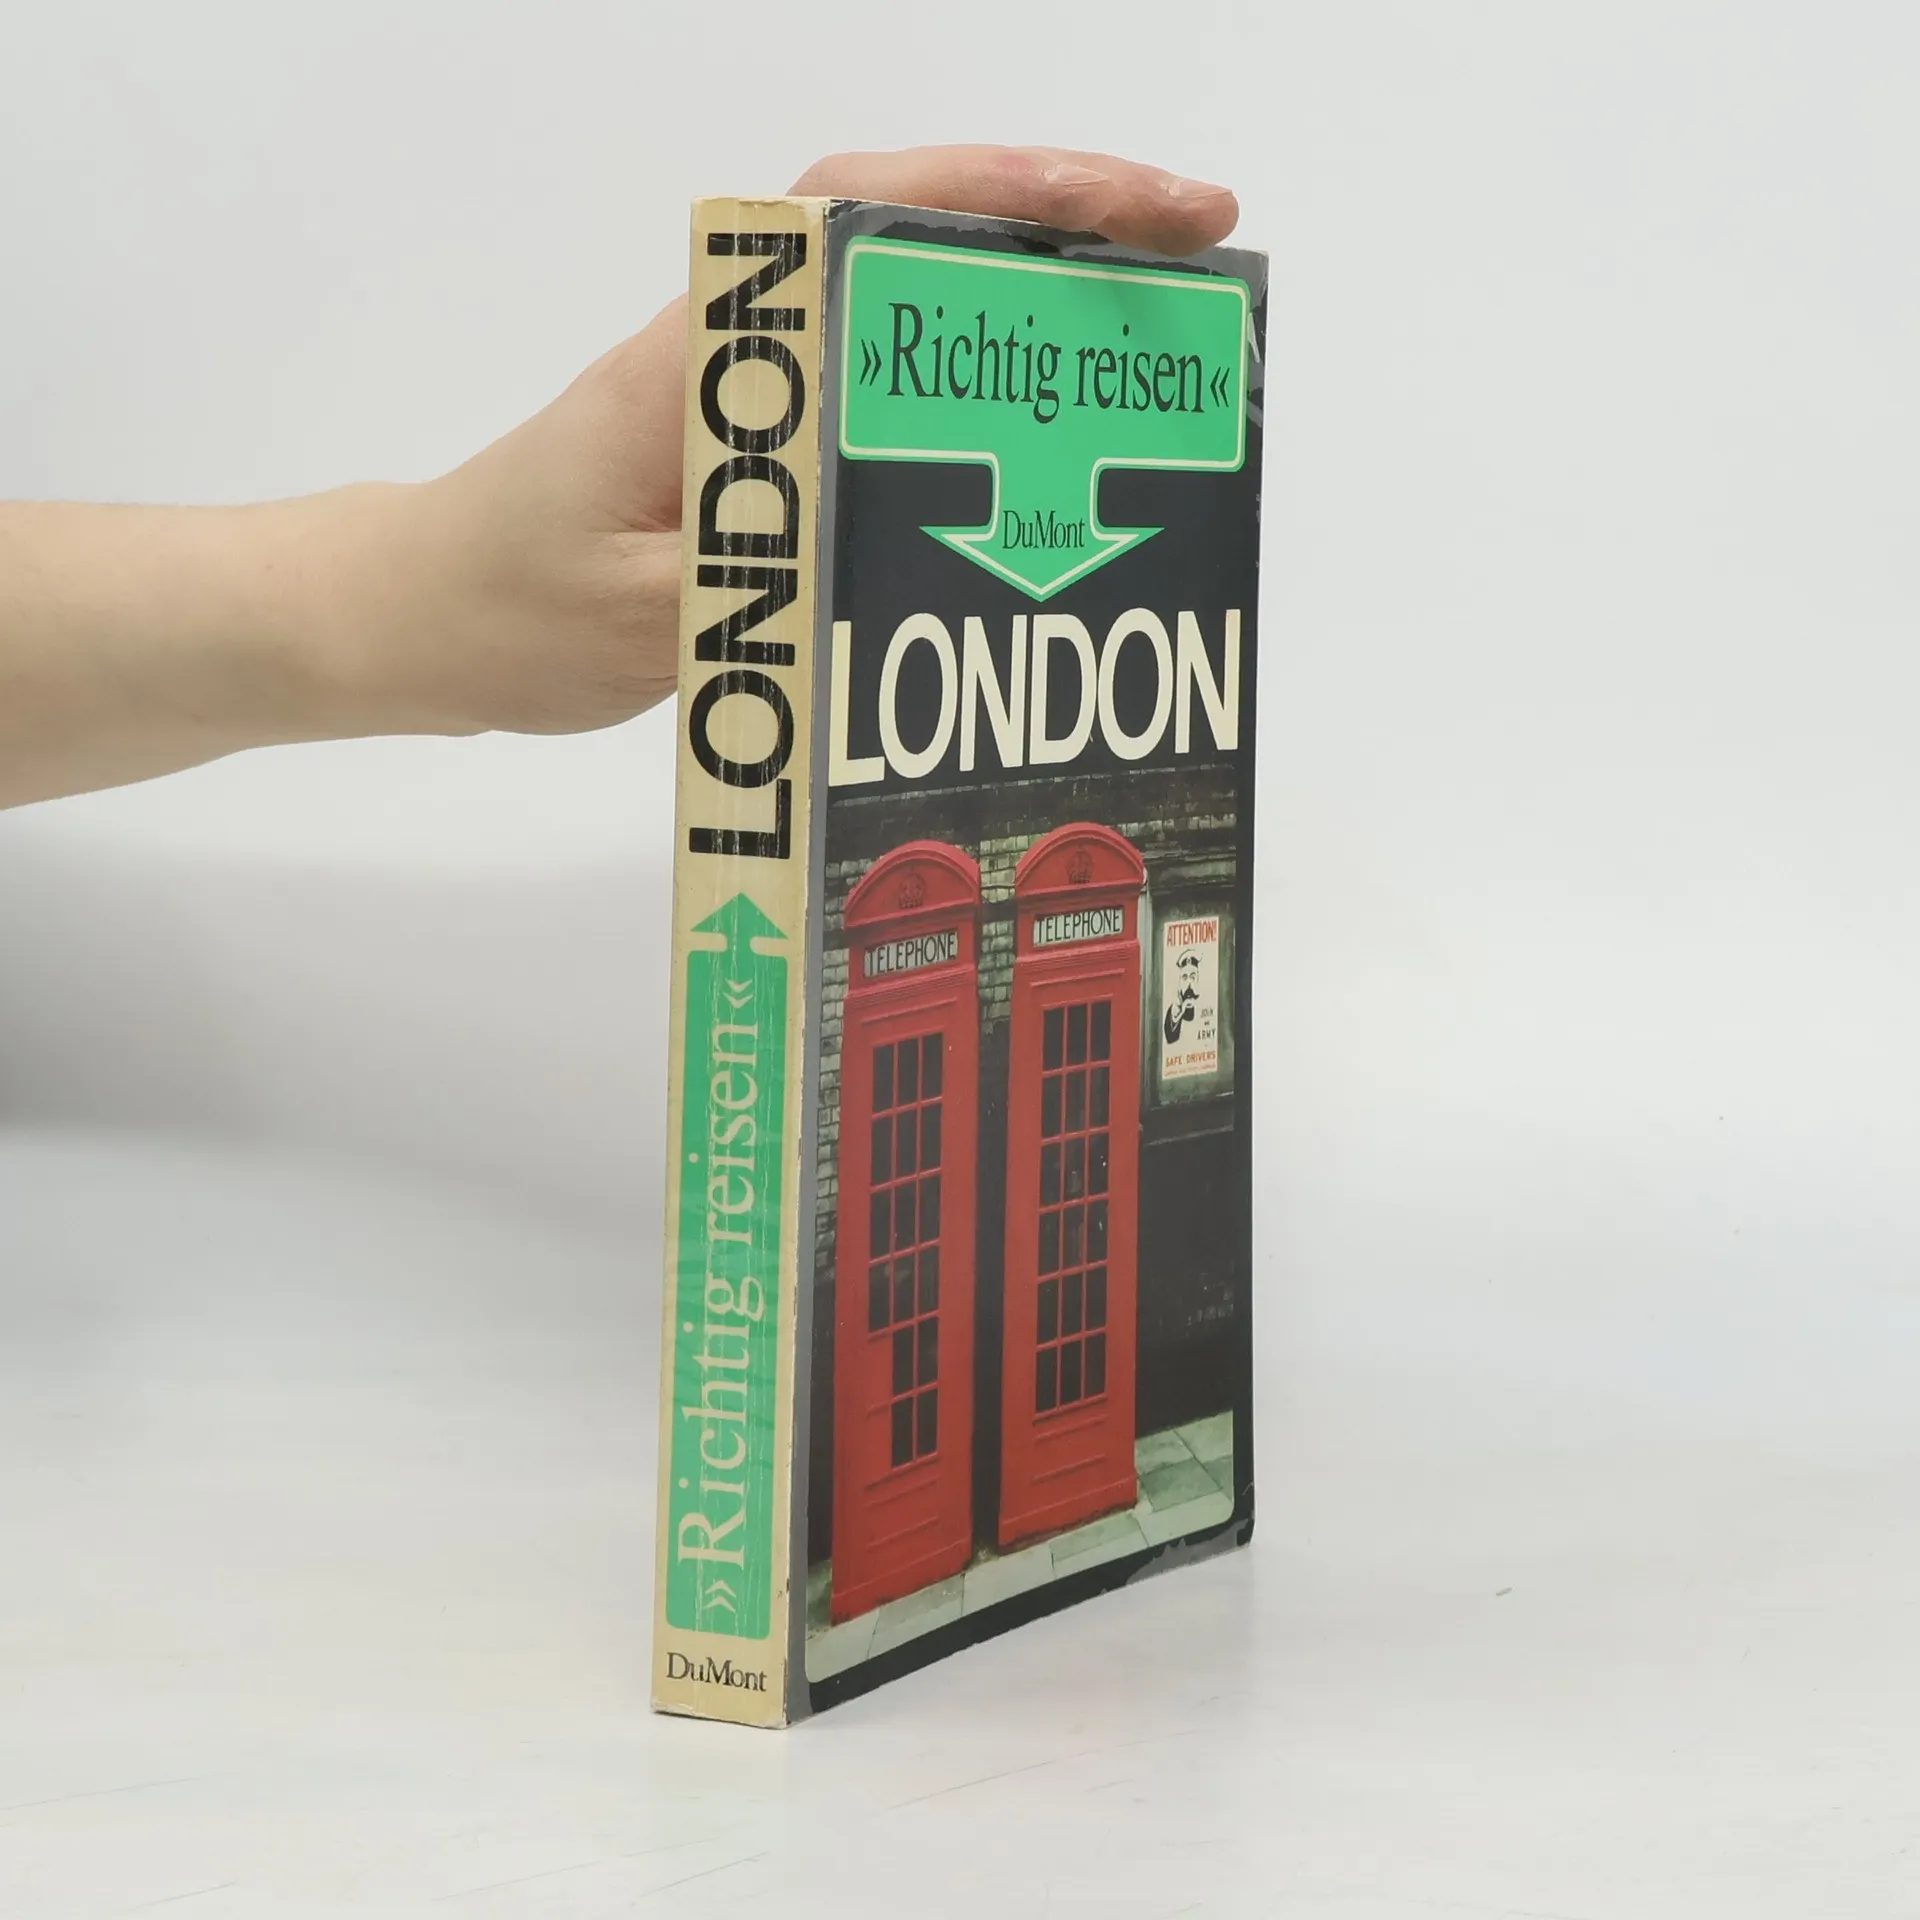 LONDON
»Richtig reisen«
DuMont
»Richtig reisen«
DuMont
LONDON
TELEPHONE
TELEPHONE
ATTENTION!
JOIN
ARMY
SAFE DRIVERS